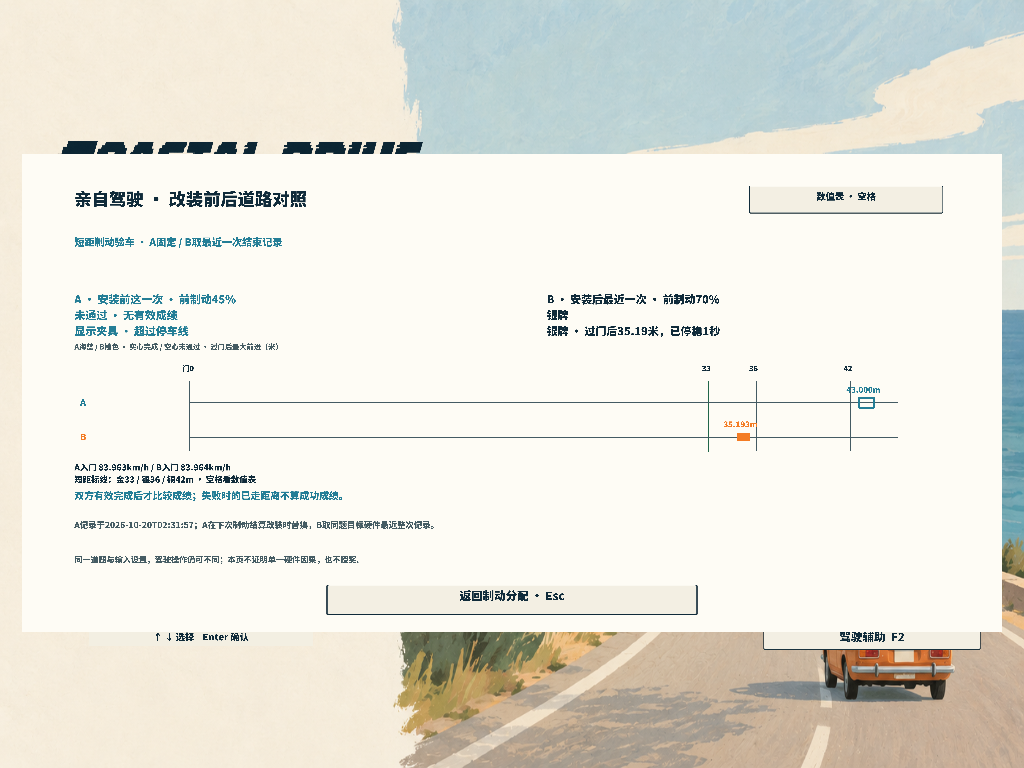 COASTAL DRIVE
亲自驾驶 · 改装前后道路对照
数值表 · 空格
短距制动验车 · A固定 / B取最近一次结束记录
A · 安装前这一次 · 前制动45%
未通过 · 无有效成绩
显示夹具 · 超过停车线
B · 安装后最近一次 · 前制动70%
银牌
银牌 · 过门后35.19米，已停稳1秒
A海蓝 / B橙色 · 实心完成 / 空心未通过 · 过门后最大前进（米）
门0
33
36
42
A
43.000m
B
35.193m
A入门 83.963km/h / B入门 83.964km/h
短距标线：金33 / 银36 / 铜42m · 空格看数值表
双方有效完成后才比较成绩；失败时的已走距离不算成功成绩。
A记录于2026-10-20T02:31:57；A在下次制动结算改装时替换，B取同题目标硬件最近整次记录。
同一道题与输入设置，驾驶操作仍可不同；本页不证明单一硬件因果，也不颁奖。
返回制动分配 · Esc
↑ ↓ 选择 Enter 确认
驾驶辅助 F2